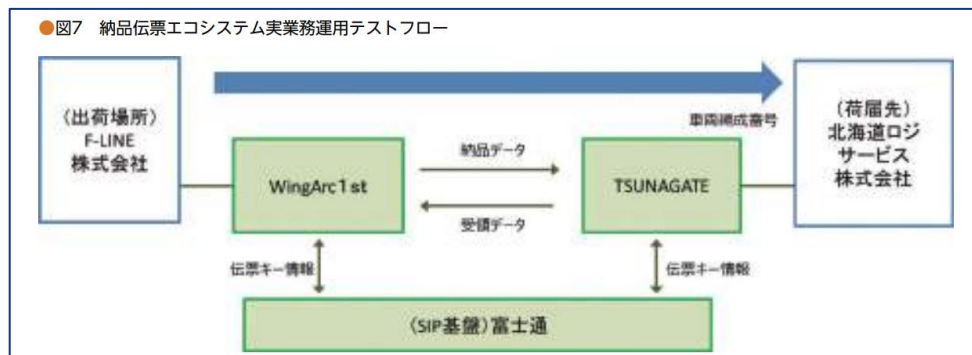 ●図7 納品伝票エコシステム実業務運用テストフロー
(出荷場所)
F-LINE
株式会社
車両編成番号
(荷届先)
北海道ロジ
サービス
株式会社
WingArc1st
納品データ
受領データ
TSUNAGATE
伝票キー情報
伝票キー情報
(SIP基盤)富士通